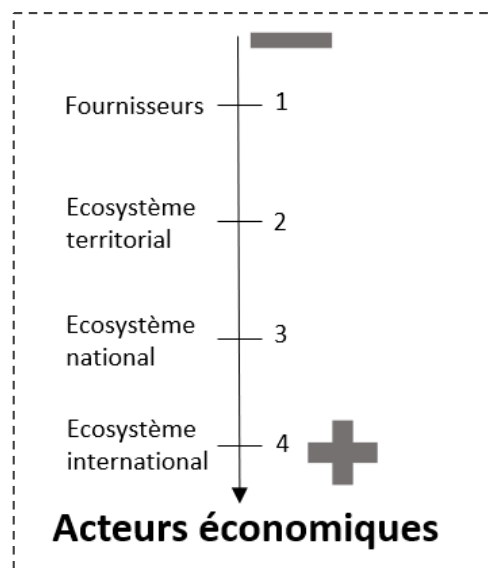 Fournisseurs 1
Ecosystème
territorial
2
Ecosystème
national
3
Ecosystème
international
4
Acteurs économiques